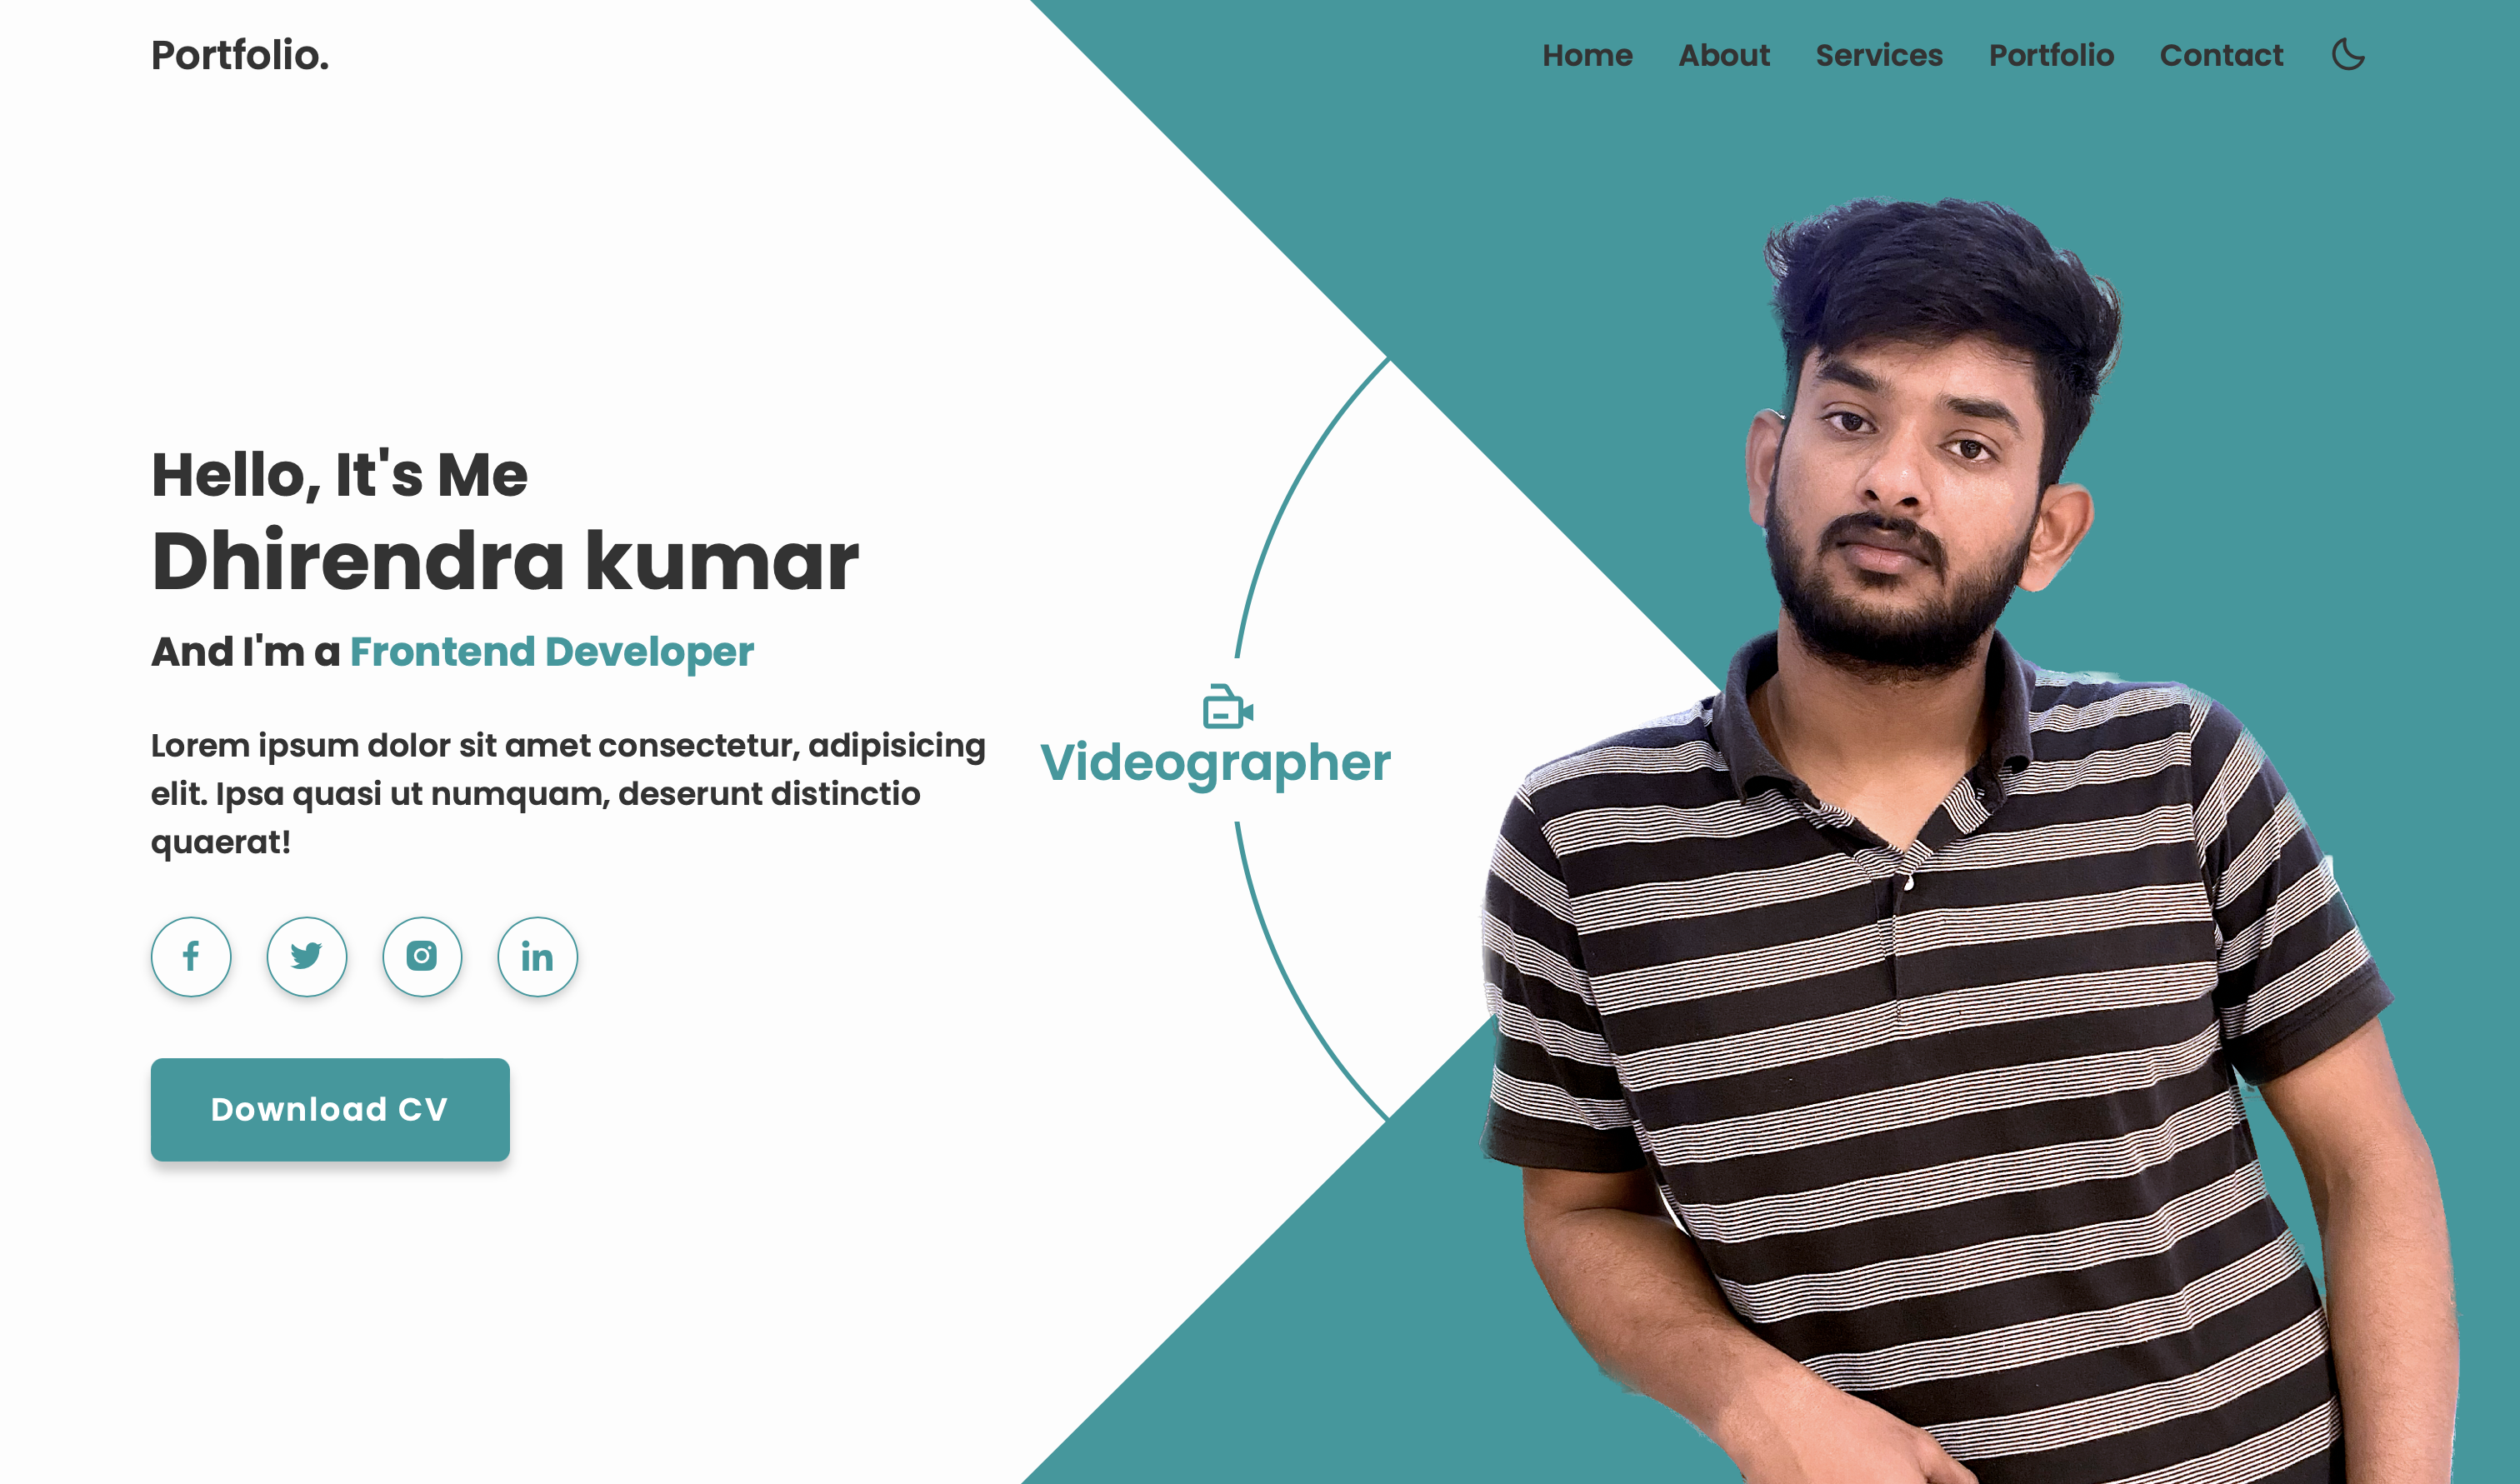 Portfolio.
Home About Services Portfolio Contact
Hello, It's Me
Dhirendra kumar
And I'm a Frontend Developer
Lorem ipsum dolor sit amet consectetur, adipisicing
elit. Ipsa quasi ut numquam, deserunt distinctio
quaerat!
Download CV
Videographer